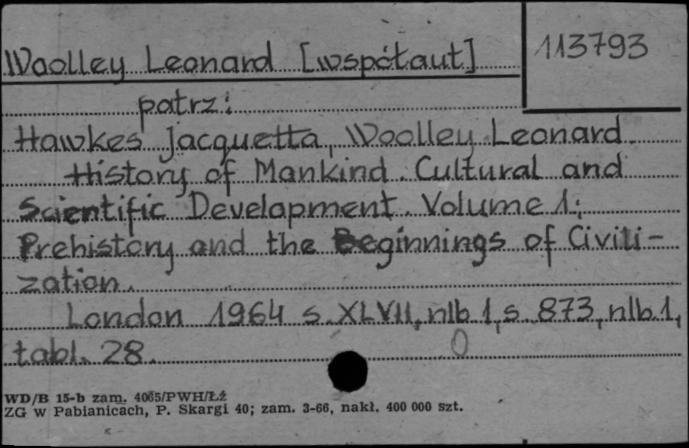 Woolley Leonard [współaut]
113793
patrz:
Hawkes Jacquetta, Woolley Leonard
History of Mankind. Cultural and
Scientific Development. Volume 1:
Prehistory and the Beginnings of Civili-
zation.
London 1964 s. XLVII, nlb. 1, s. 873, nlb. 1,
tabl. 28.
WD/B 15-b zam. 4065/PWH/Łź
ZG w Pabianicach, P. Skargi 40; zam. 3-66, nakł. 400 000 szt.